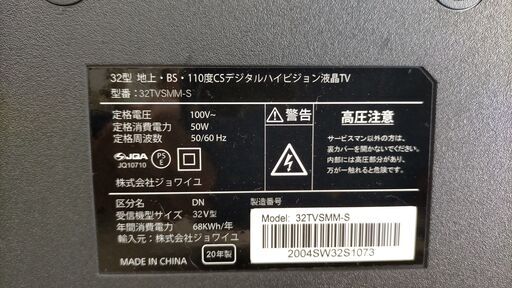 32型 地上・BS・110度CSデジタルハイビジョン液晶TV
型番：32TVSMM-S
定格電圧 100V~
定格消費電力 50W
定格周波数 50/60 Hz
JQA
JQ10710
PS
E
株式会社ジョワイユ
警告
高圧注意
サービスマン以外の方は、
裏カバーを開かないでください。
内部には高圧部分があり、
万が一触れると危険です。
区分名 DN
受信機型サイズ 32V型
年間消費電力 68KWh/年
輸入元：株式会社ジョワイユ
MADE IN CHINA
20年製
製造番号
Model: 32TVSMM-S
2004SW32S1073